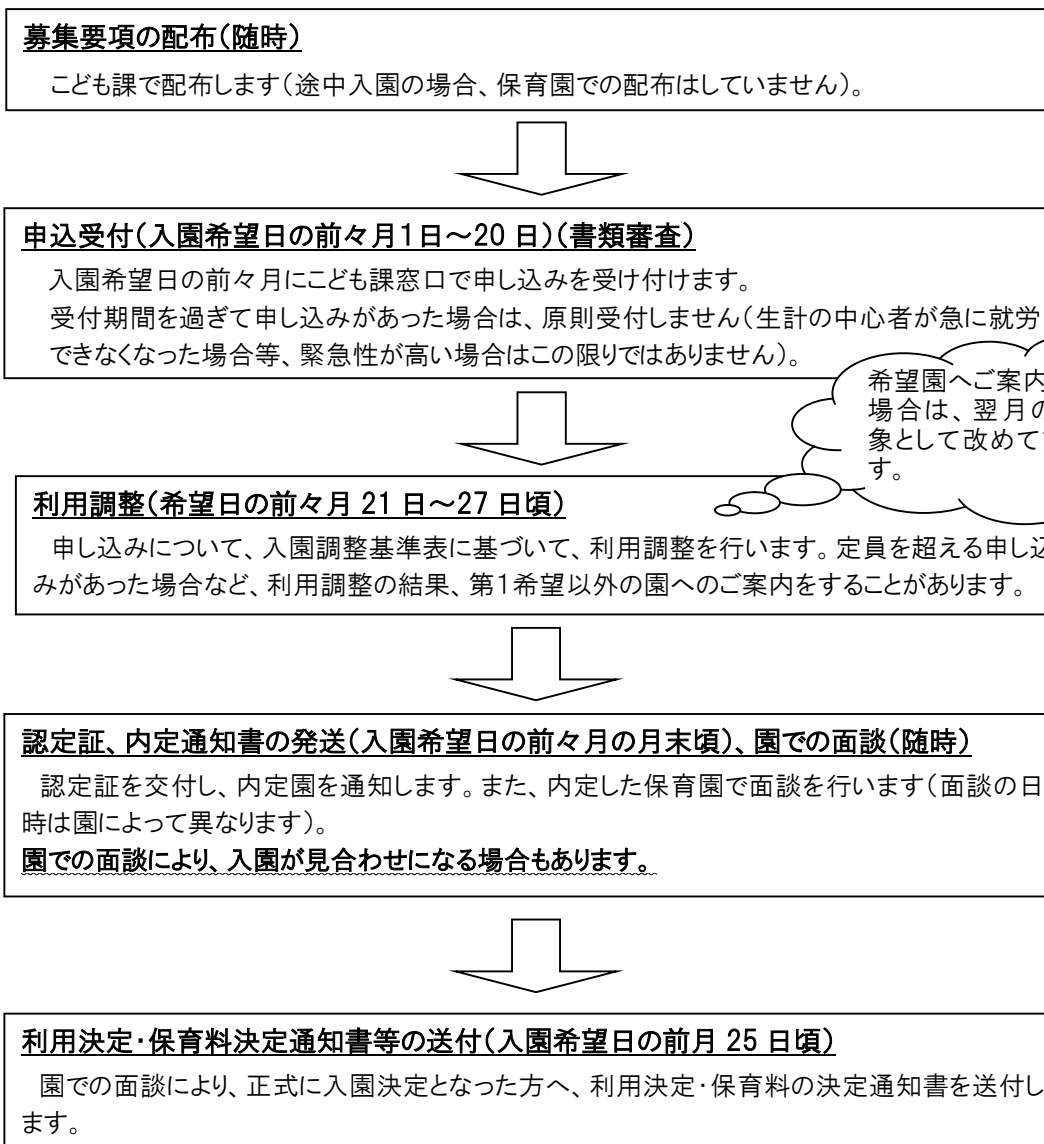 募集要項の配布(随時)
こども課で配布します(途中入園の場合、保育園での配布はしていません)。
申込受付(入園希望日の前々月1日~20日)(書類審査)
入園希望日の前々月にこども課窓口で申し込みを受け付けます。
受付期間を過ぎて申し込みがあった場合は、原則受付しません(生計の中心者が急に就労
できなくなった場合等、緊急性が高い場合はこの限りではありません)。
希望園へご案内
場合は、翌月の
象として改めて
す。
利用調整(希望日の前々月21日~27日頃)
申し込みについて、入園調整基準表に基づいて、利用調整を行います。定員を超える申し込
みがあった場合など、利用調整の結果、第1希望以外の園へのご案内をすることがあります。
認定証、内定通知書の発送(入園希望日の前々月の月末頃)、園での面談(随時)
認定証を交付し、内定園を通知します。また、内定した保育園で面談を行います(面談の日
時は園によって異なります)。
園での面談により、入園が見合わせになる場合もあります。
利用決定・保育料決定通知書等の送付(入園希望日の前月25日頃)
園での面談により、正式に入園決定となった方へ、利用決定・保育料の決定通知書を送付し
ます。